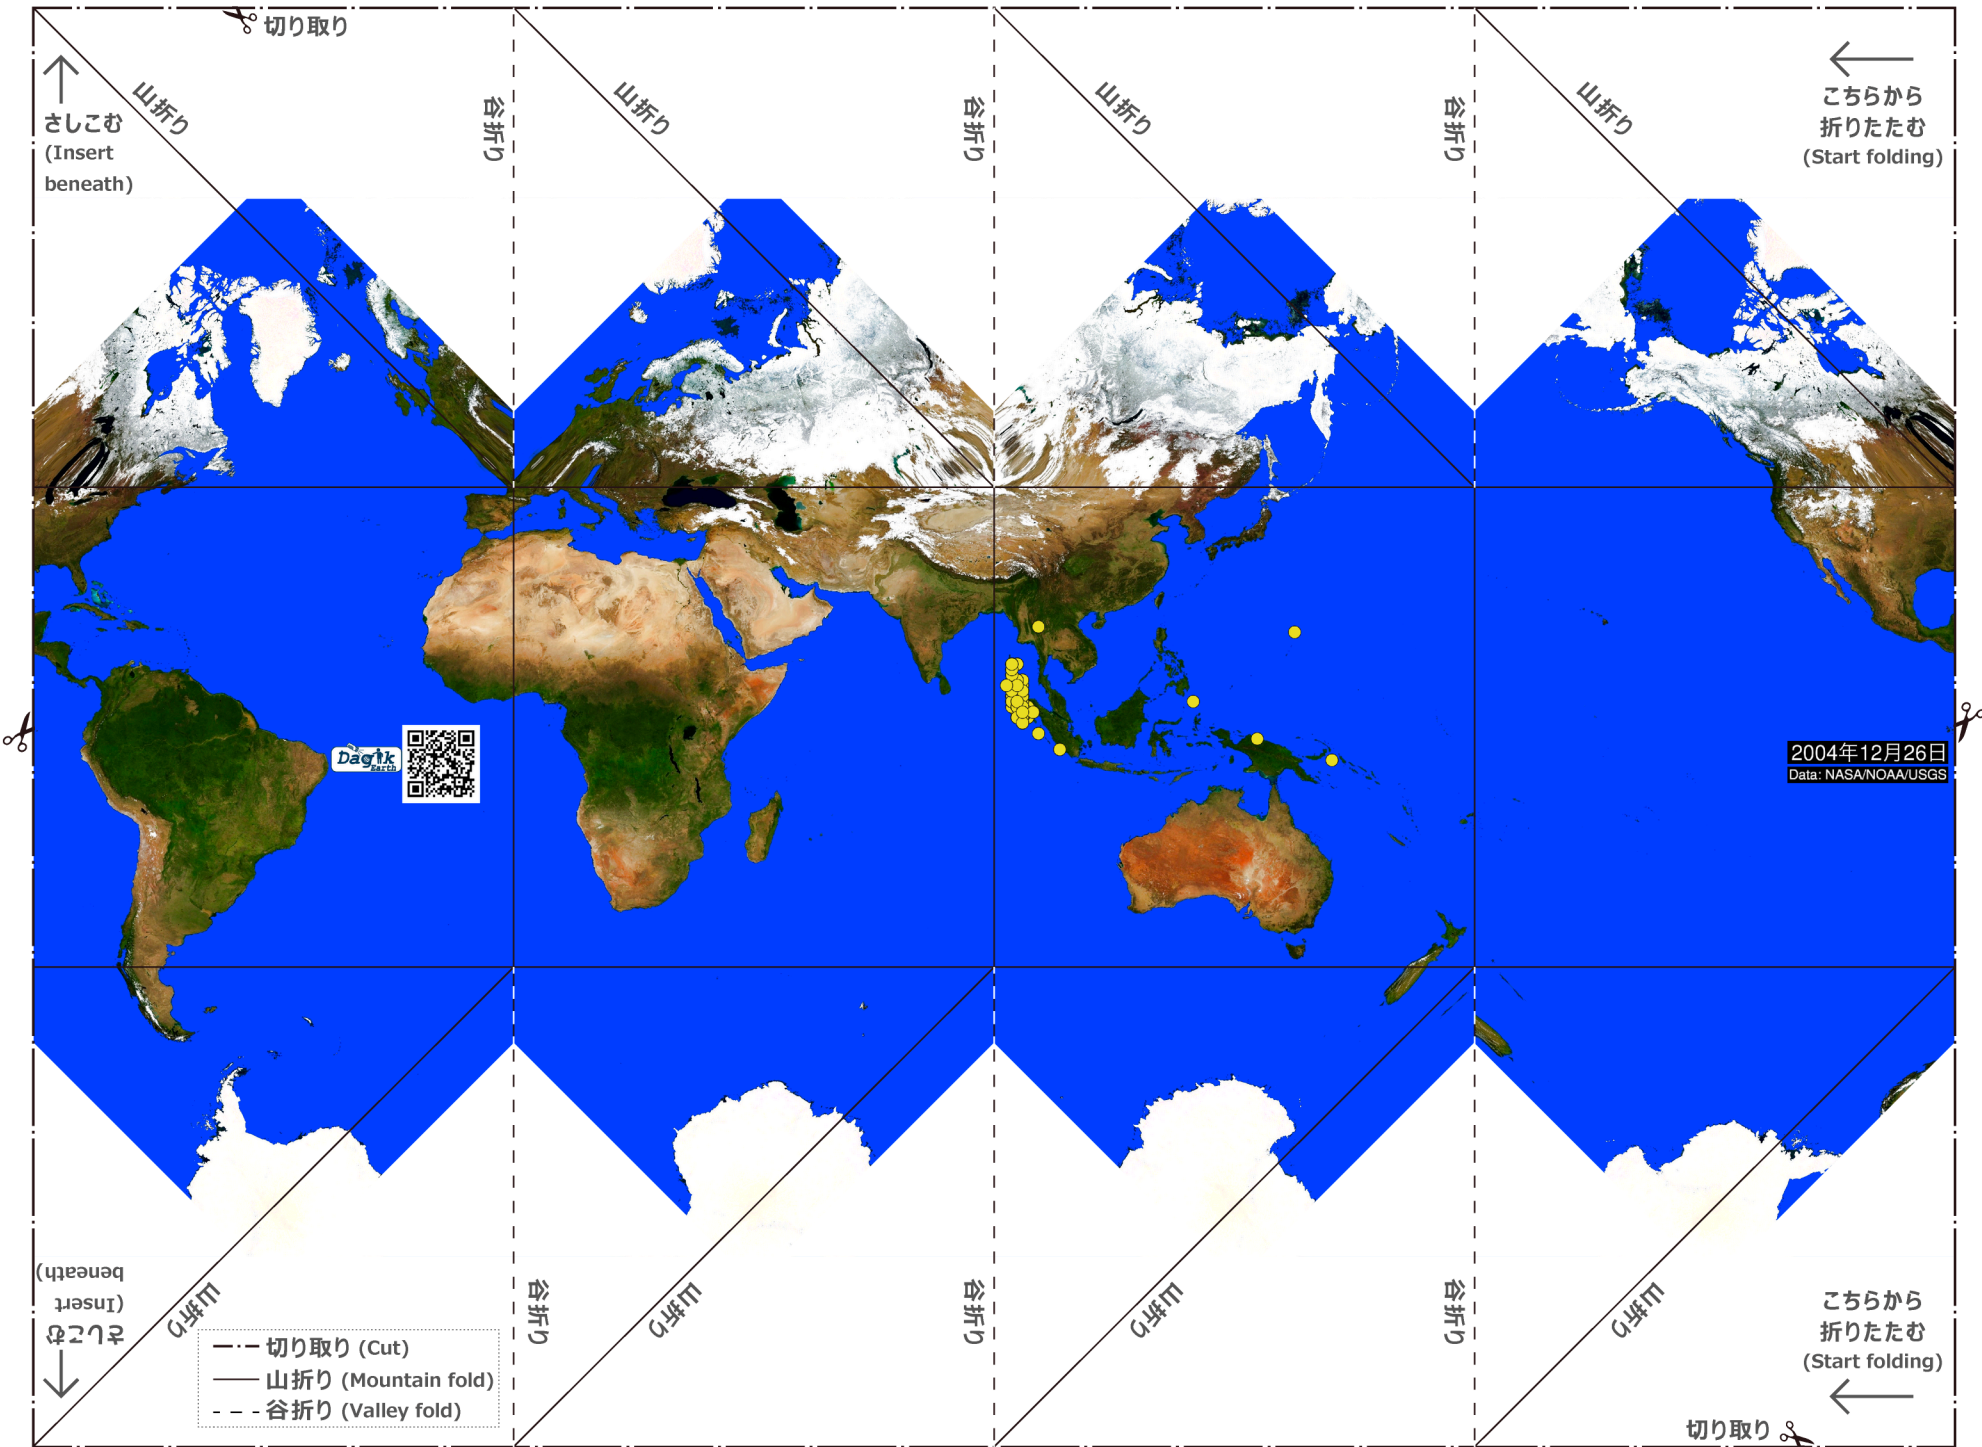 切り取り
さしこむ
(Insert
beneath)
山折り
谷折り
山折り
谷折り
山折り
谷折り
山折り
こちらから
折りたたむ
(Start folding)
Dagik
Earth
2004年12月26日
Data: NASA/NOAA/USGS
さしこむ
(Insert
beneath)
山折り
谷折り
山折り
谷折り
山折り
谷折り
山折り
こちらから
折りたたむ
(Start folding)
切り取り (Cut)
山折り (Mountain fold)
谷折り (Valley fold)
切り取り